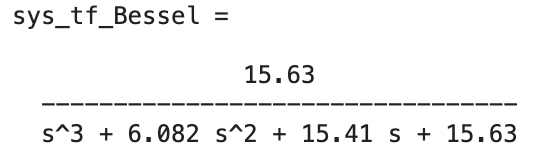 sys_tf_Bessel =
15.63
---------------------------------
s^3 + 6.082 s^2 + 15.41 s + 15.63